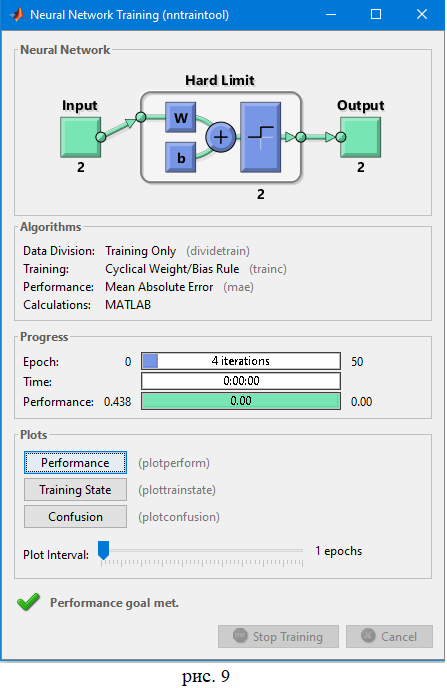 Neural Network Training (nntraintool)
Neural Network
Hard Limit
Input
Output
W
b
2
2
2
Algorithms
Data Division: Training Only (dividetrain)
Training: Cyclical Weight/Bias Rule (trainc)
Performance: Mean Absolute Error (mae)
Calculations: MATLAB
Progress
Epoch: 0 4 iterations 50
Time: 0:00:00
Performance: 0.438 0.00 0.00
Plots
Performance (plotperform)
Training State (plottrainstate)
Confusion (plotconfusion)
Plot Interval: 1 epochs
Performance goal met.
Stop Training Cancel
рис. 9